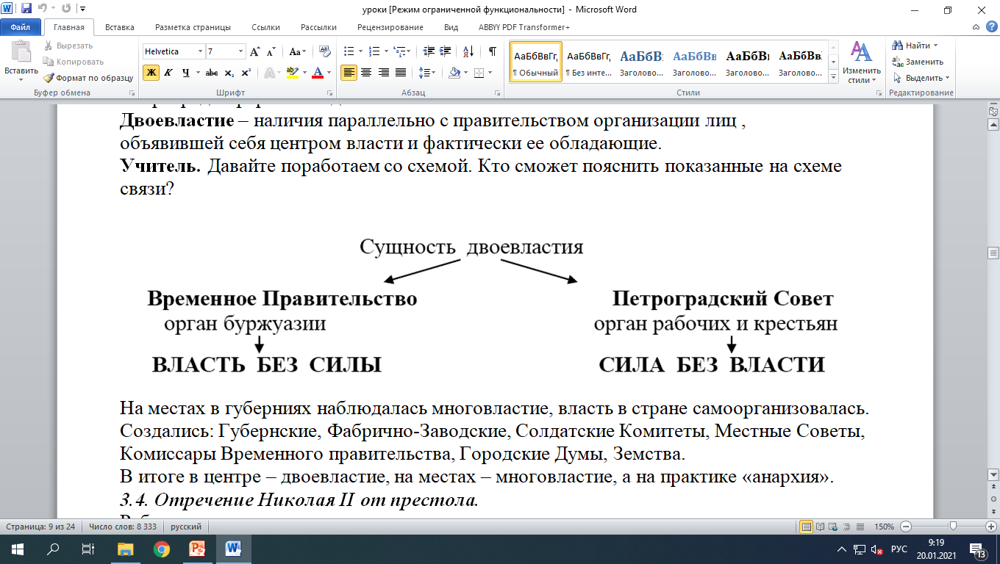 уроки [Режим ограниченной функциональности] - Microsoft Word
Файл Главная Вставка Разметка страницы Ссылки Рассылки Рецензирование Вид ABBYY PDF Transformer+
Вставить
Вырезать
Копировать
Формат по образцу
Буфер обмена
Helvetica 7
Шрифт
Абзац
АаБбВвГг, АаБбВвГг, АаБбВ АаБбВв АаБбВ АаБбВв
¶ Обычный ¶ Без инте... Заголово... Заголово... Заголово... Заголово...
Стили
Изменить стили
Найти
Заменить
Выделить
Редактирование
Двоевластие – наличия параллельно с правительством организации лиц ,
объявившей себя центром власти и фактически ее обладающие.
Учитель. Давайте поработаем со схемой. Кто сможет пояснить показанные на схеме
связи?
Сущность двоевластия
Временное Правительство
орган буржуазии
ВЛАСТЬ БЕЗ СИЛЫ
Петроградский Совет
орган рабочих и крестьян
СИЛА БЕЗ ВЛАСТИ
На местах в губерниях наблюдалась многовластие, власть в стране самоорганизовалась.
Создались: Губернские, Фабрично-Заводские, Солдатские Комитеты, Местные Советы,
Комиссары Временного правительства, Городские Думы, Земства.
В итоге в центре – двоевластие, на местах – многовластие, а на практике «анархия».
3.4. Отречение Николая II от престола.
Страница: 9 из 24 Число слов: 8 333 русский 150%
РУС 9:19
20.01.2021
13